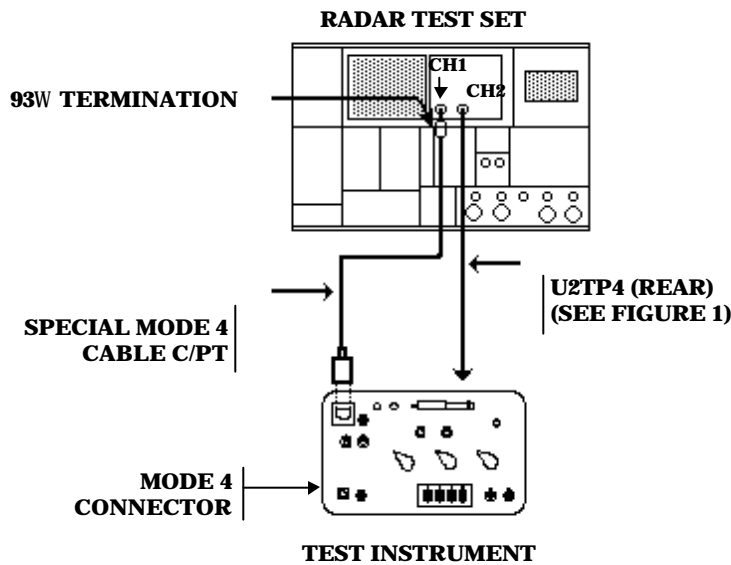 RADAR TEST SET
CH1
CH2
93W TERMINATION
U2TP4 (REAR)
(SEE FIGURE 1)
SPECIAL MODE 4
CABLE C/PT
MODE 4
CONNECTOR
TEST INSTRUMENT